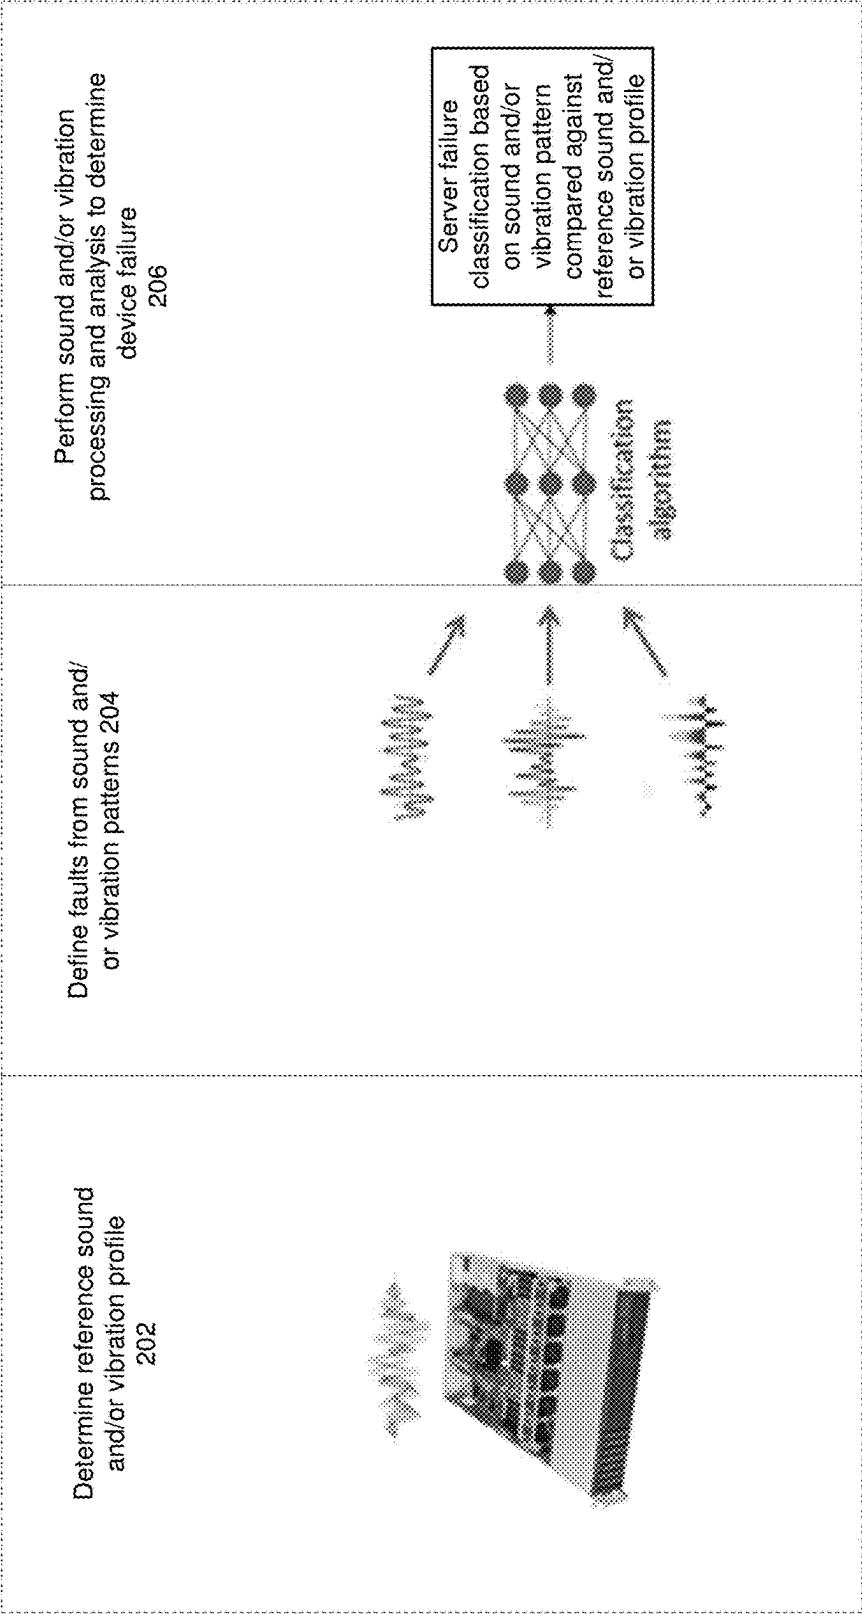 Determine reference sound
and/or vibration profile
202
Define faults from sound and/
or vibration patterns 204
Perform sound and/or vibration
processing and analysis to determine
device failure
206
Classification
algorithm
Server failure
classification based
on sound and/or
vibration pattern
compared against
reference sound and/
or vibration profile